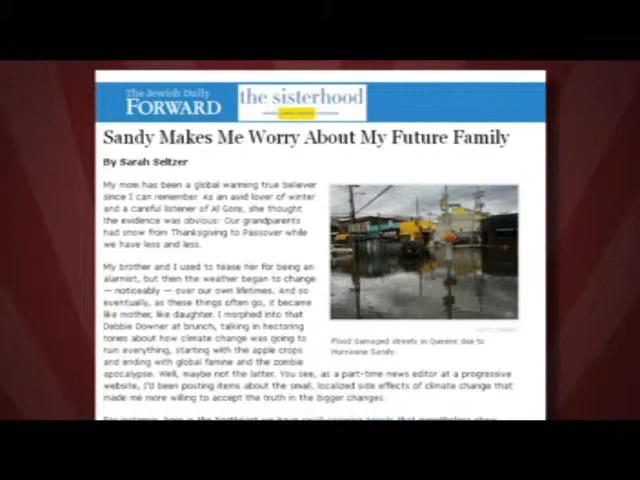 The Jewish Daily
FORWARD
the sisterhood
Sandy Makes Me Worry About My Future Family
By Sarah Seltzer
My mom has been a global warming true believer
since I can remember. As an avid lover of winter
and a careful listener of Al Gore, she thought
the evidence was obvious: Our grandparents
had snow from Thanksgiving to Passover while
we have less and less.
My brother and I used to tease her for being an
alarmist, but then the weather began to change
— noticeably — over our own lifetimes. And so
eventually, as these things often go, it became
like mother, like daughter. I morphed into that
Debbie Downer at brunch, talking in hectoring
tones about how climate change was going to
ruin everything, starting with the apple crops
and ending with global famine and the zombie
apocalypse. Well, maybe not the latter. You see, as a part-time news editor at a progressive
website, I'd been posting items about the small, localized side effects of climate change that
made me more willing to accept the truth in the bigger changes.
Flood damaged streets in Queens due to
Hurricane Sandy.